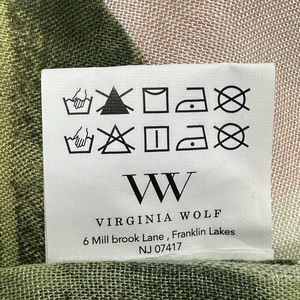 VW
VIRGINIA WOLF
6 Mill brook Lane , Franklin Lakes
NJ 07417